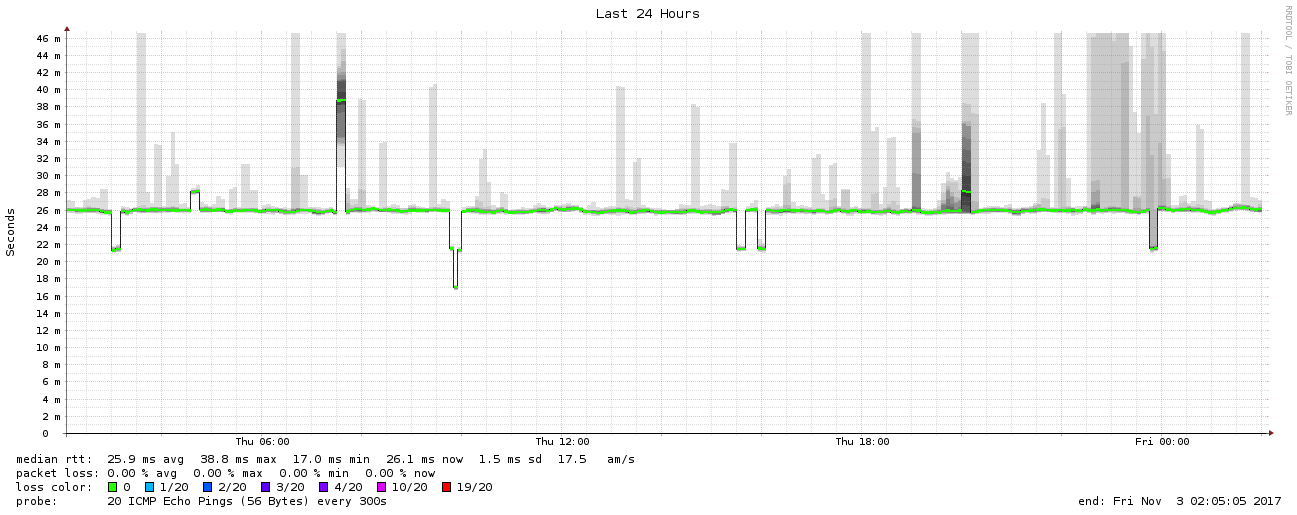 Last 24 Hours
RRDTOOL / TOBI OETIKER
Seconds
46 m
44 m
42 m
40 m
38 m
36 m
34 m
32 m
30 m
28 m
26 m
24 m
22 m
20 m
18 m
16 m
14 m
12 m
10 m
8 m
6 m
4 m
2 m
0
Thu 06:00 Thu 12:00 Thu 18:00 Fri 00:00
median rtt: 25.9 ms avg 38.8 ms max 17.0 ms min 26.1 ms now 1.5 ms sd 17.5 am/s
packet loss: 0.00 % avg 0.00 % max 0.00 % min 0.00 % now
loss color: 0 1/20 2/20 3/20 4/20 10/20 19/20
probe: 20 ICMP Echo Pings (56 Bytes) every 300s end: Fri Nov 3 02:05:05 2017